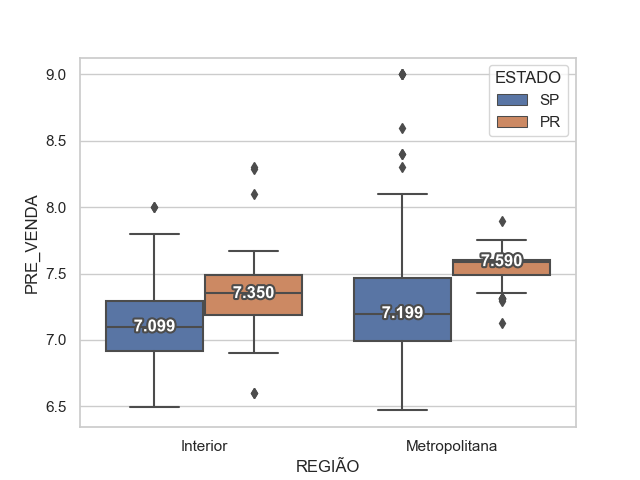 ESTADO
SP
PR
9.0
8.5
8.0
7.5
7.0
6.5
PRE_VENDA
7.099
7.350
7.199
7.590
Interior
Metropolitana
REGIÃO